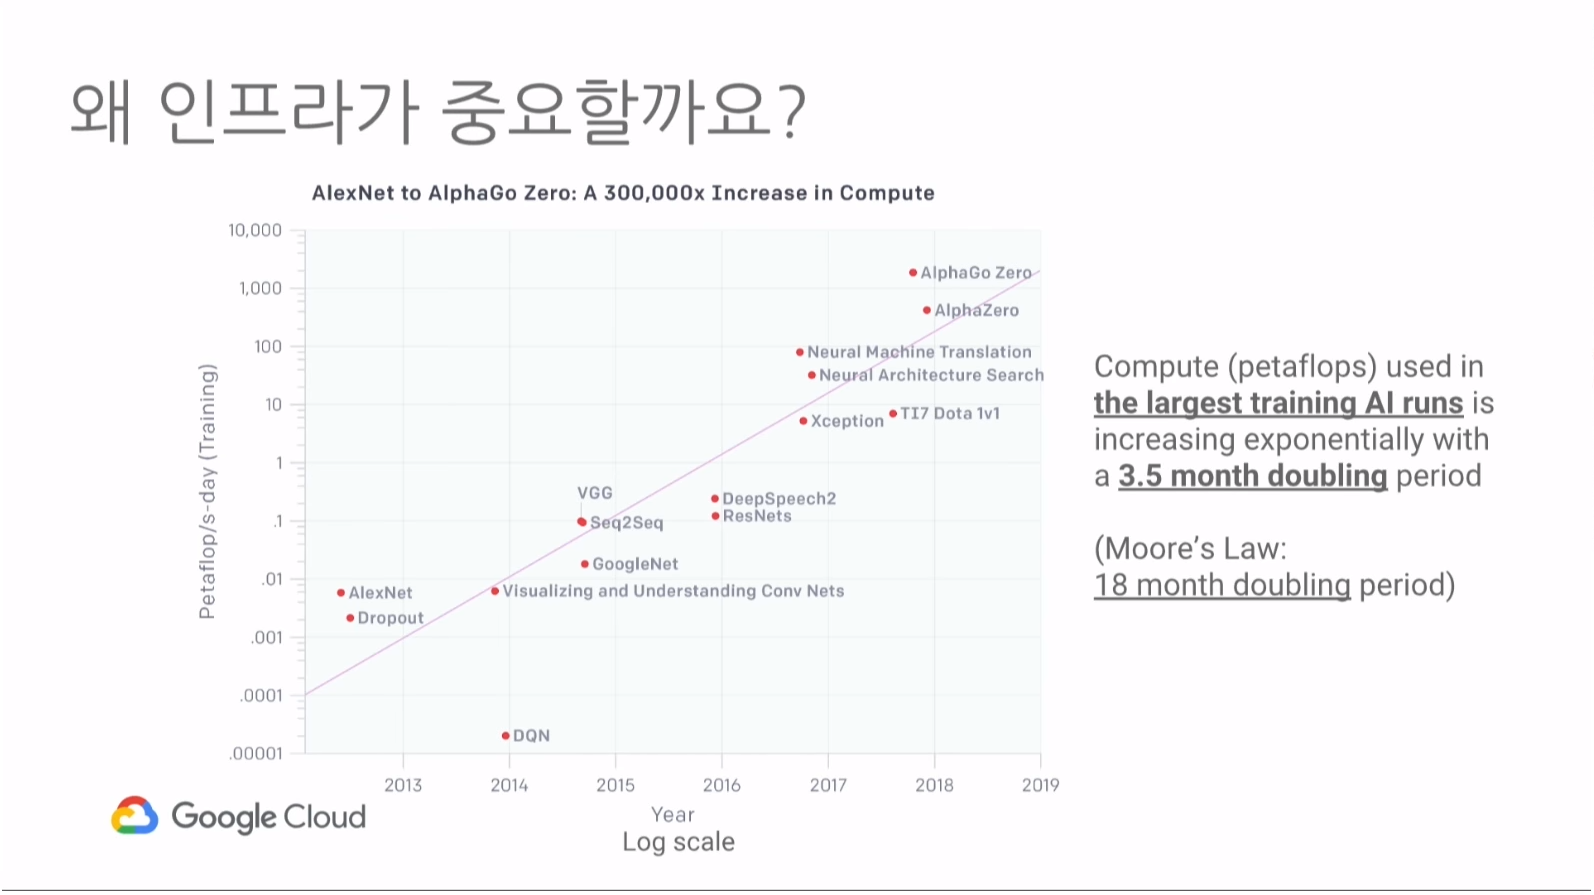 왜 인프라가 중요할까요?
AlexNet to AlphaGo Zero: A 300,000x Increase in Compute
Petaflop/s-day (Training)
10,000
1,000
100
10
1
.1
.01
.001
.0001
.00001
AlphaGo Zero
AlphaZero
Neural Machine Translation
Neural Architecture Search
TI7 Dota 1v1
Xception
VGG
DeepSpeech2
ResNets
Seq2Seq
GoogleNet
AlexNet
Visualizing and Understanding Conv Nets
Dropout
DQN
2013
2014
2015
2016
2017
2018
2019
Year
Log scale
Compute (petaflops) used in
the largest training AI runs is
increasing exponentially with
a 3.5 month doubling period
(Moore’s Law:
18 month doubling period)
Google Cloud